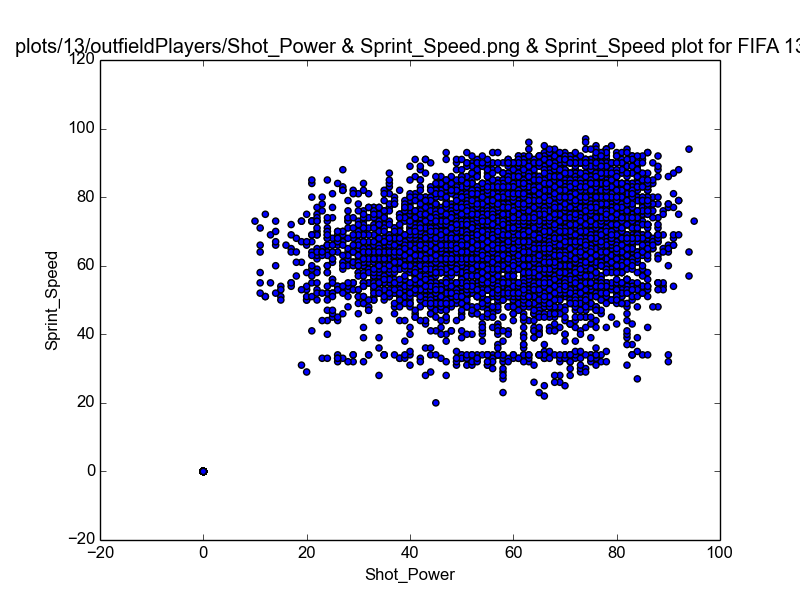 plots/13/outfieldPlayers/Shot_Power & Sprint_Speed.png & Sprint_Speed plot for FIFA 13
120
100
80
60
40
20
0
−20
Sprint_Speed
−20 0 20 40 60 80 100
Shot_Power